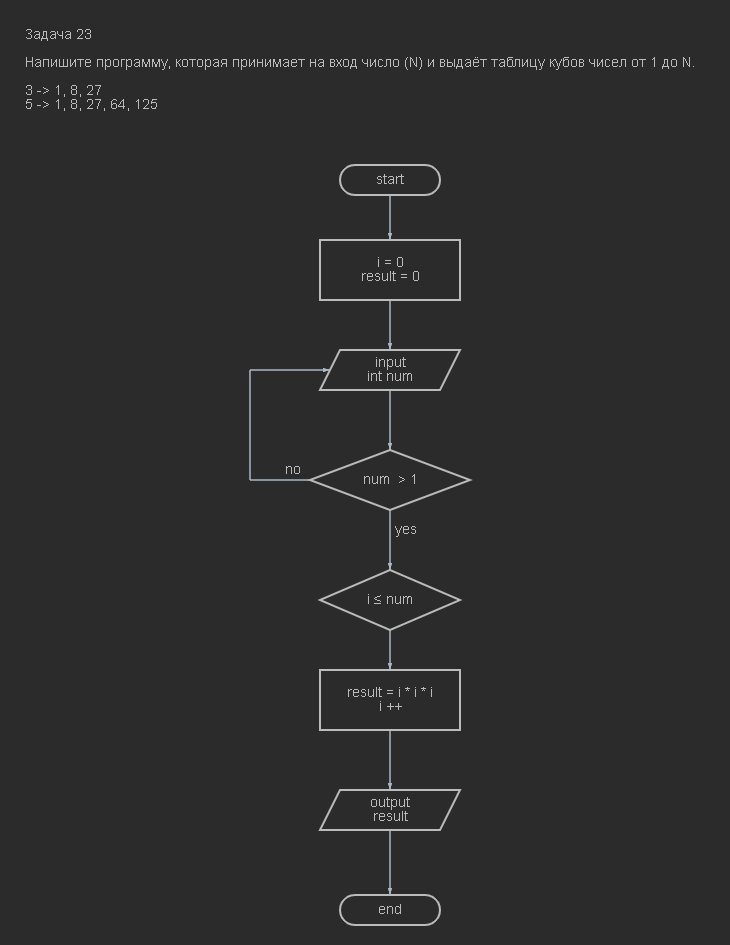 Задача 23
Напишите программу, которая принимает на вход число (N) и выдаёт таблицу кубов чисел от 1 до N.
3 -> 1, 8, 27
5 -> 1, 8, 27, 64, 125
start
i = 0
result = 0
input
int num
no
num > 1
yes
i ≤ num
result = i * i * i
i ++
output
result
end